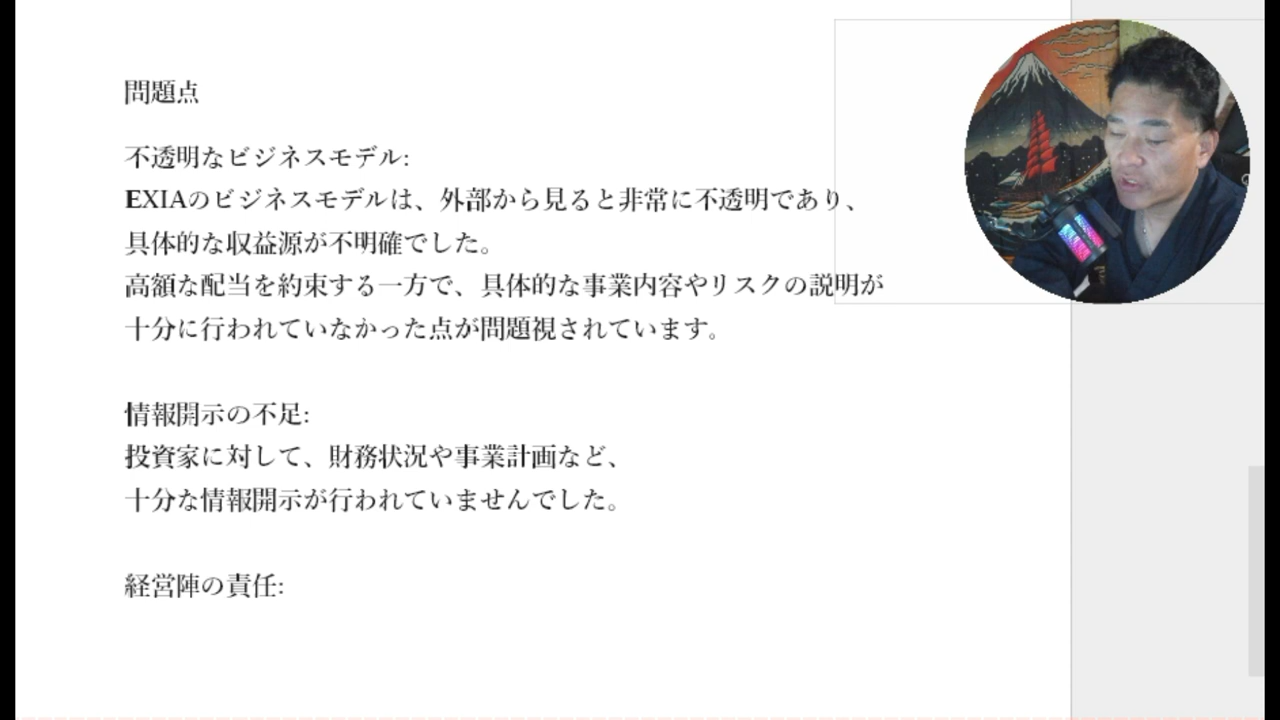 問題点
不透明なビジネスモデル:
EXIAのビジネスモデルは、外部から見ると非常に不透明であり、
具体的な収益源が不明確でした。
高額な配当を約束する一方で、具体的な事業内容やリスクの説明が
十分に行われていなかった点が問題視されています。
情報開示の不足:
投資家に対して、財務状況や事業計画など、
十分な情報開示が行われていませんでした。
経営陣の責任: